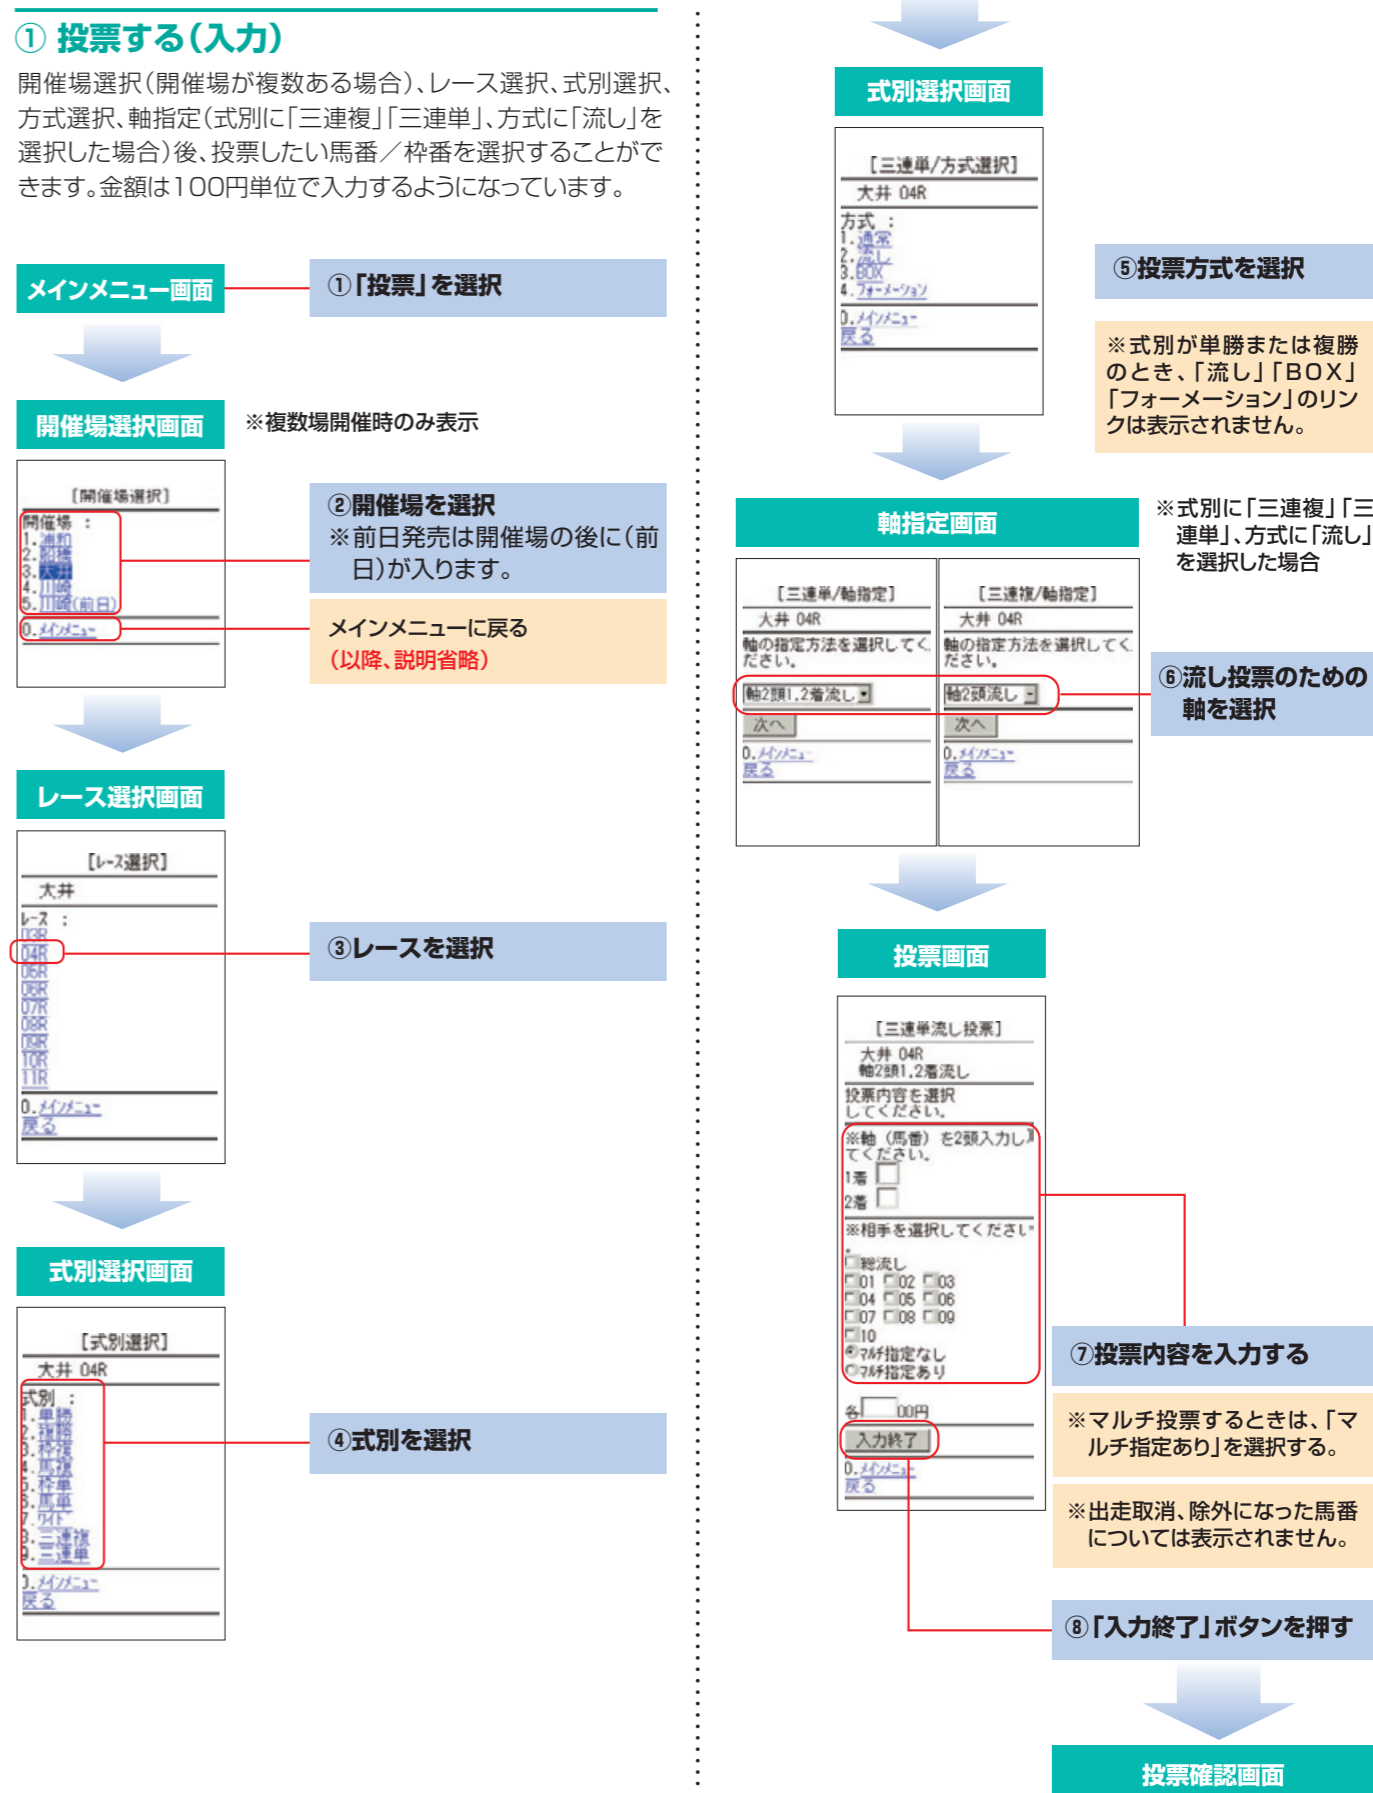 ① 投票する（入力）
開催場選択（開催場が複数ある場合）、レース選択、式別選択、
方式選択、軸指定（式別に「三連複」「三連単」、方式に「流し」を
選択した場合）後、投票したい馬番／枠番を選択することがで
きます。金額は100円単位で入力するようになっています。
メインメニュー画面
①「投票」を選択
開催場選択画面
※複数場開催時のみ表示
[開催場選択]
開催場 :
1.浦和
2.船橋
3.大井
4.川崎
5.川崎(前日)
0.メインメニュー
②開催場を選択
※前日発売は開催場の後に（前
日）が入ります。
メインメニューに戻る
（以降、説明省略）
レース選択画面
[レース選択]
大井
レース :
03R
04R
05R
06R
07R
08R
09R
10R
11R
0.メインメニュー
戻る
③レースを選択
式別選択画面
[式別選択]
大井 04R
式別 :
1.単勝
2.複勝
3.枠複
4.馬複
5.枠単
6.馬単
7.ワイド
8.三連複
9.三連単
0.メインメニュー
戻る
④式別を選択
式別選択画面
[三連単/方式選択]
大井 04R
方式 :
1.通常
2.流し
3.BOX
4.フォーメーション
0.メインメニュー
戻る
⑤投票方式を選択
※式別が単勝または複勝
のとき、「流し」「BOX」
「フォーメーション」のリン
クは表示されません。
軸指定画面
※式別に「三連複」「三
連単」、方式に「流し」
を選択した場合
[三連単/軸指定]
大井 04R
軸の指定方法を選択してく
ださい。
軸2頭1,2着流し
次へ
0.メインメニュー
戻る
[三連複/軸指定]
大井 04R
軸の指定方法を選択してく
ださい。
軸2頭流し
次へ
0.メインメニュー
戻る
⑥流し投票のための
軸を選択
投票画面
[三連単流し投票]
大井 04R
軸2頭1,2着流し
投票内容を選択
してください。
※軸（馬番）を2頭入力し
てください。
1着
2着
※相手を選択してください
。
総流し
01 02 03
04 05 06
07 08 09
10
マルチ指定なし
マルチ指定あり
各 00円
入力終了
0.メインメニュー
戻る
⑦投票内容を入力する
※マルチ投票するときは、「マ
ルチ指定あり」を選択する。
※出走取消、除外になった馬番
については表示されません。
⑧「入力終了」ボタンを押す
投票確認画面